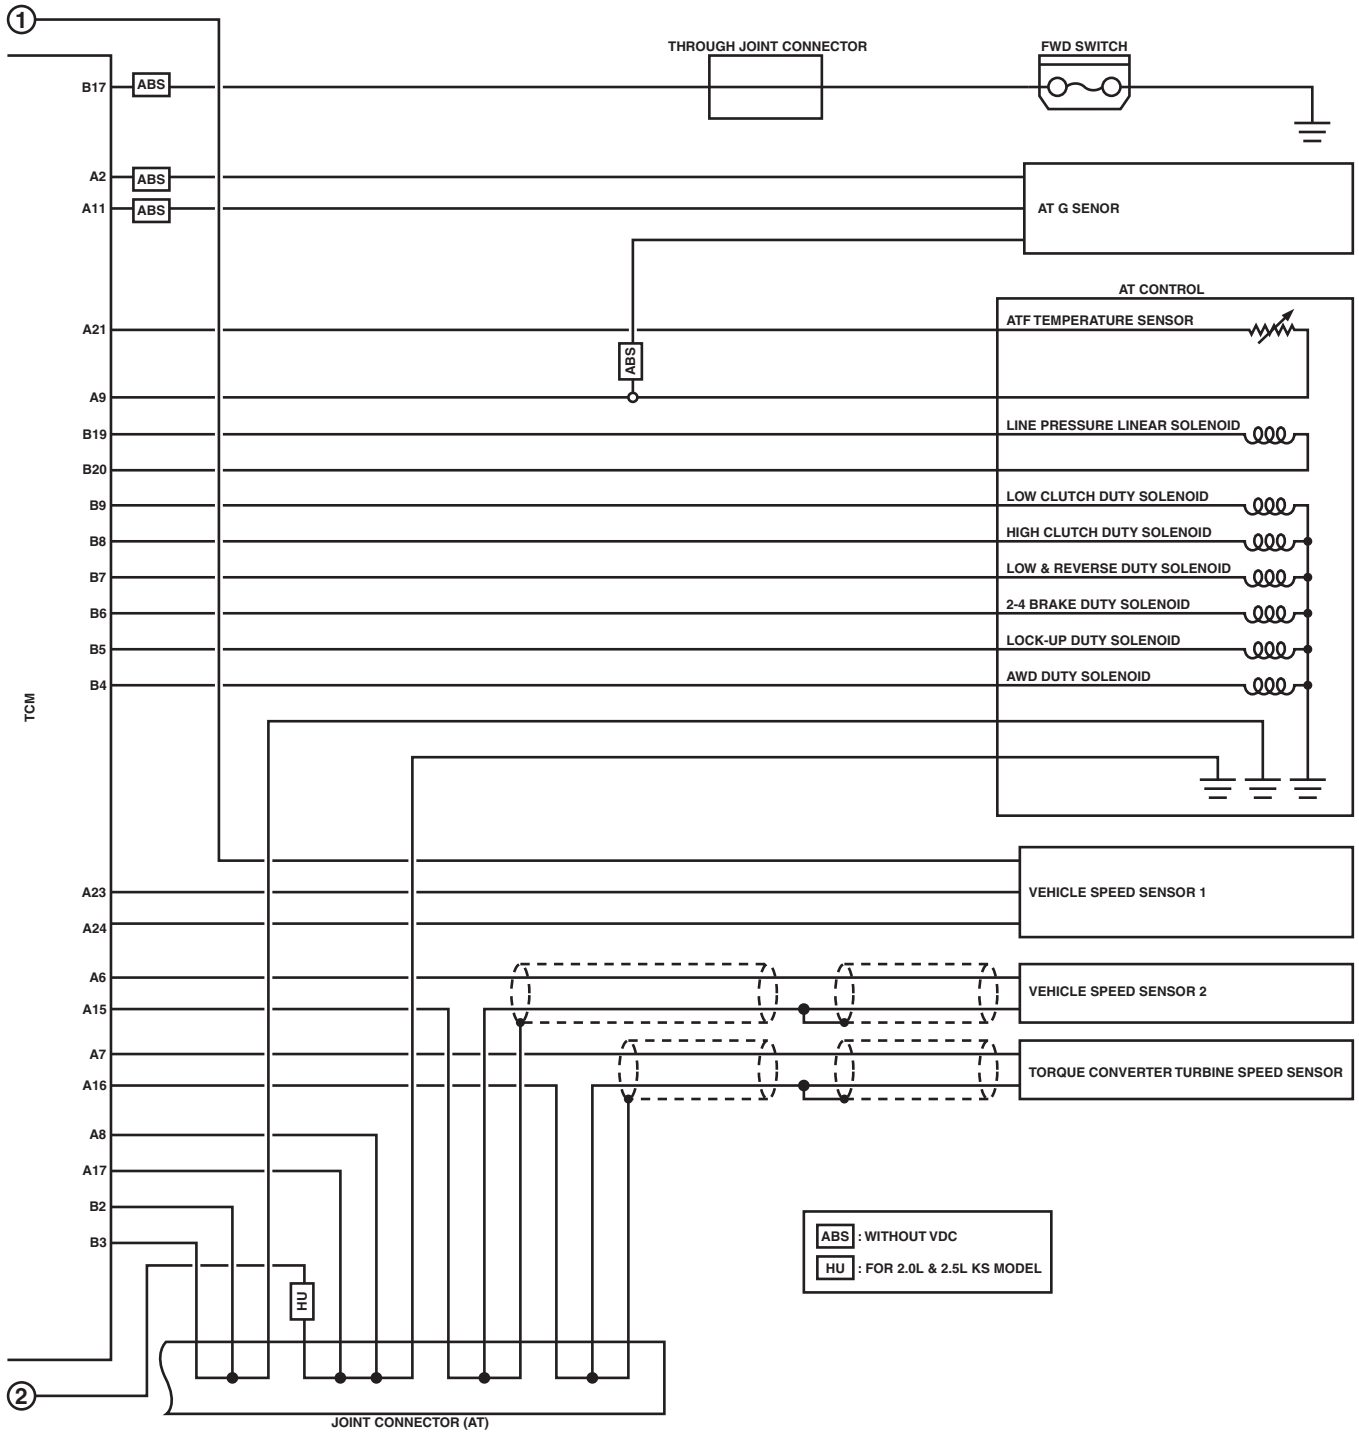 1
THROUGH JOINT CONNECTOR
FWD SWITCH
B17
ABS
A2
ABS
A11
ABS
AT G SENOR
AT CONTROL
A21
ATF TEMPERATURE SENSOR
ABS
A9
B19
LINE PRESSURE LINEAR SOLENOID
B20
B9
LOW CLUTCH DUTY SOLENOID
B8
HIGH CLUTCH DUTY SOLENOID
B7
LOW & REVERSE DUTY SOLENOID
B6
2-4 BRAKE DUTY SOLENOID
B5
LOCK-UP DUTY SOLENOID
B4
AWD DUTY SOLENOID
TCM
A23
VEHICLE SPEED SENSOR 1
A24
A6
VEHICLE SPEED SENSOR 2
A15
A7
TORQUE CONVERTER TURBINE SPEED SENSOR
A16
A8
A17
B2
B3
ABS : WITHOUT VDC
HU : FOR 2.0L & 2.5L KS MODEL
HU
2
JOINT CONNECTOR (AT)